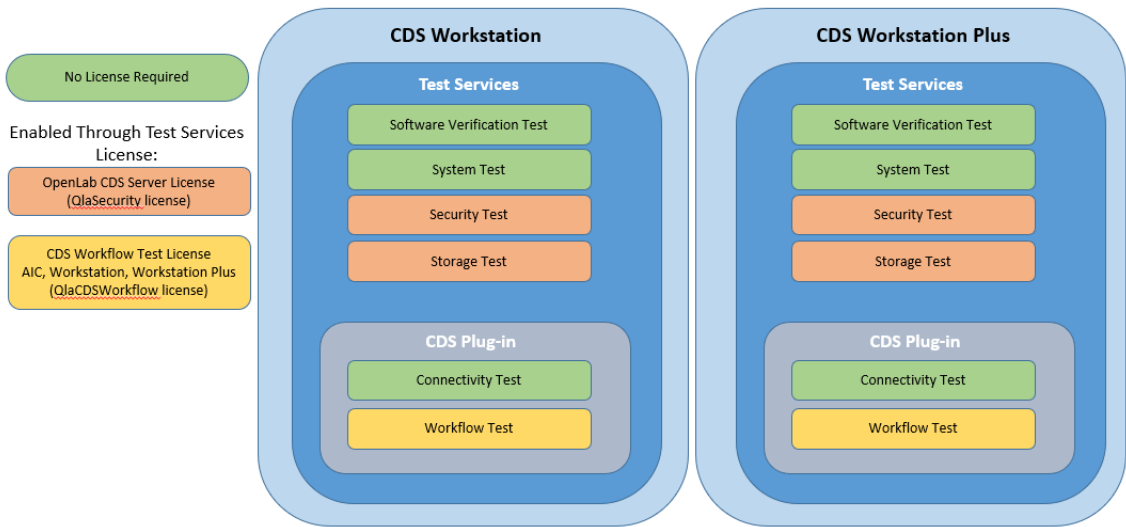 No License Required
Enabled Through Test Services
License:
OpenLab CDS Server License
(QlaSecurity license)
CDS Workflow Test License
AIC, Workstation, Workstation Plus
(QlaCDSWorkflow license)
CDS Workstation
Test Services
Software Verification Test
System Test
Security Test
Storage Test
CDS Plug-in
Connectivity Test
Workflow Test
CDS Workstation Plus
Test Services
Software Verification Test
System Test
Security Test
Storage Test
CDS Plug-in
Connectivity Test
Workflow Test